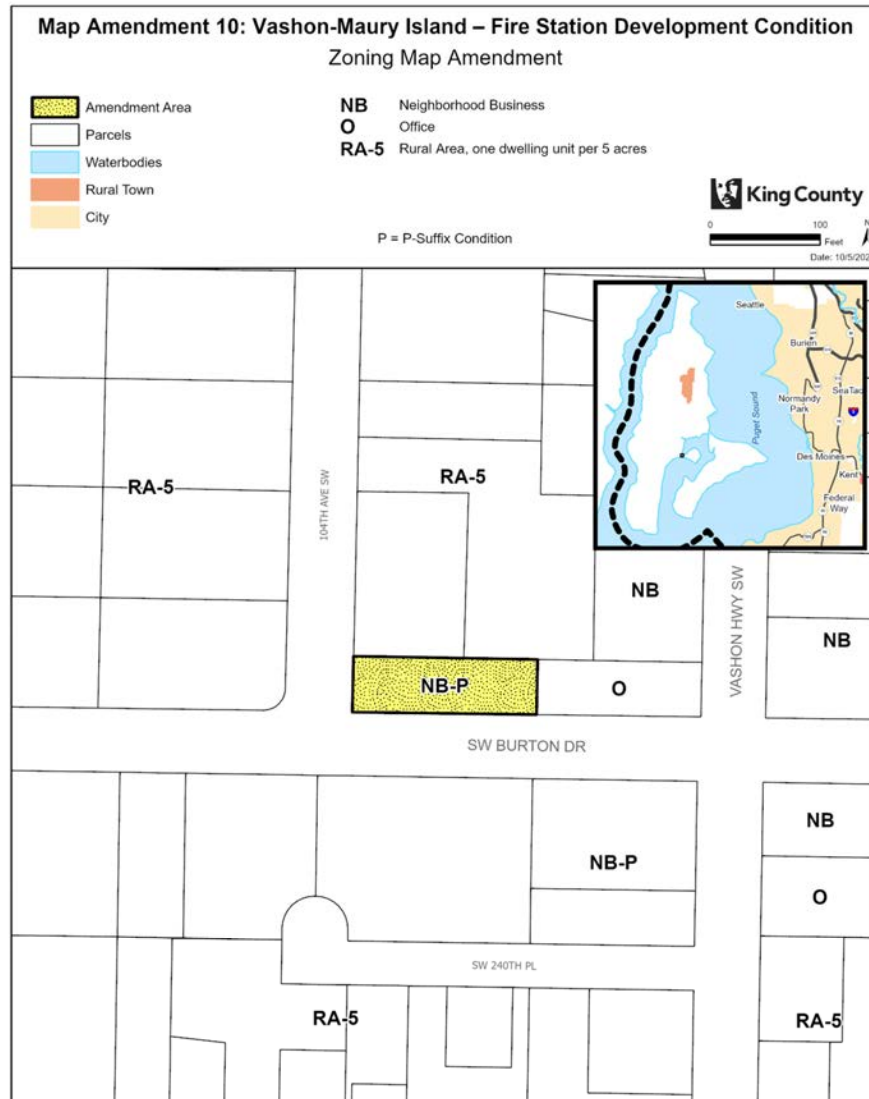 Map Amendment 10: Vashon-Maury Island – Fire Station Development Condition
Zoning Map Amendment
Amendment Area
Parcels
Waterbodies
Rural Town
City
NB Neighborhood Business
O Office
RA-5 Rural Area, one dwelling unit per 5 acres
P = P-Suffix Condition
King County
0 100
Feet
N
Date: 10/5/202
Seattle
Burien
SeaTac
Normandy
Park
Puget Sound
Des Moines
Kent
Federal
Way
RA-5
104TH AVE SW
RA-5
NB
VASHON HWY SW
NB
NB-P
O
SW BURTON DR
NB
NB-P
O
SW 240TH PL
RA-5
RA-5